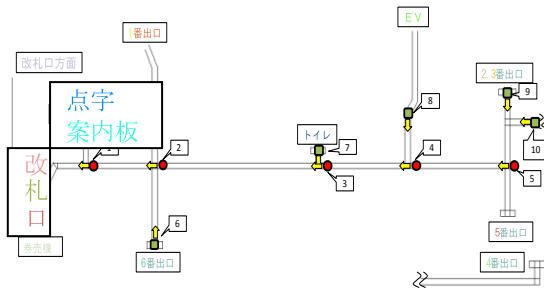 1番出口
EV
改札口方面
2.3番出口
点字
案内板
9
8
10
トイレ
7
1
2
4
改
札
口
3
5
6
券売機
6番出口
5番出口
4番出口